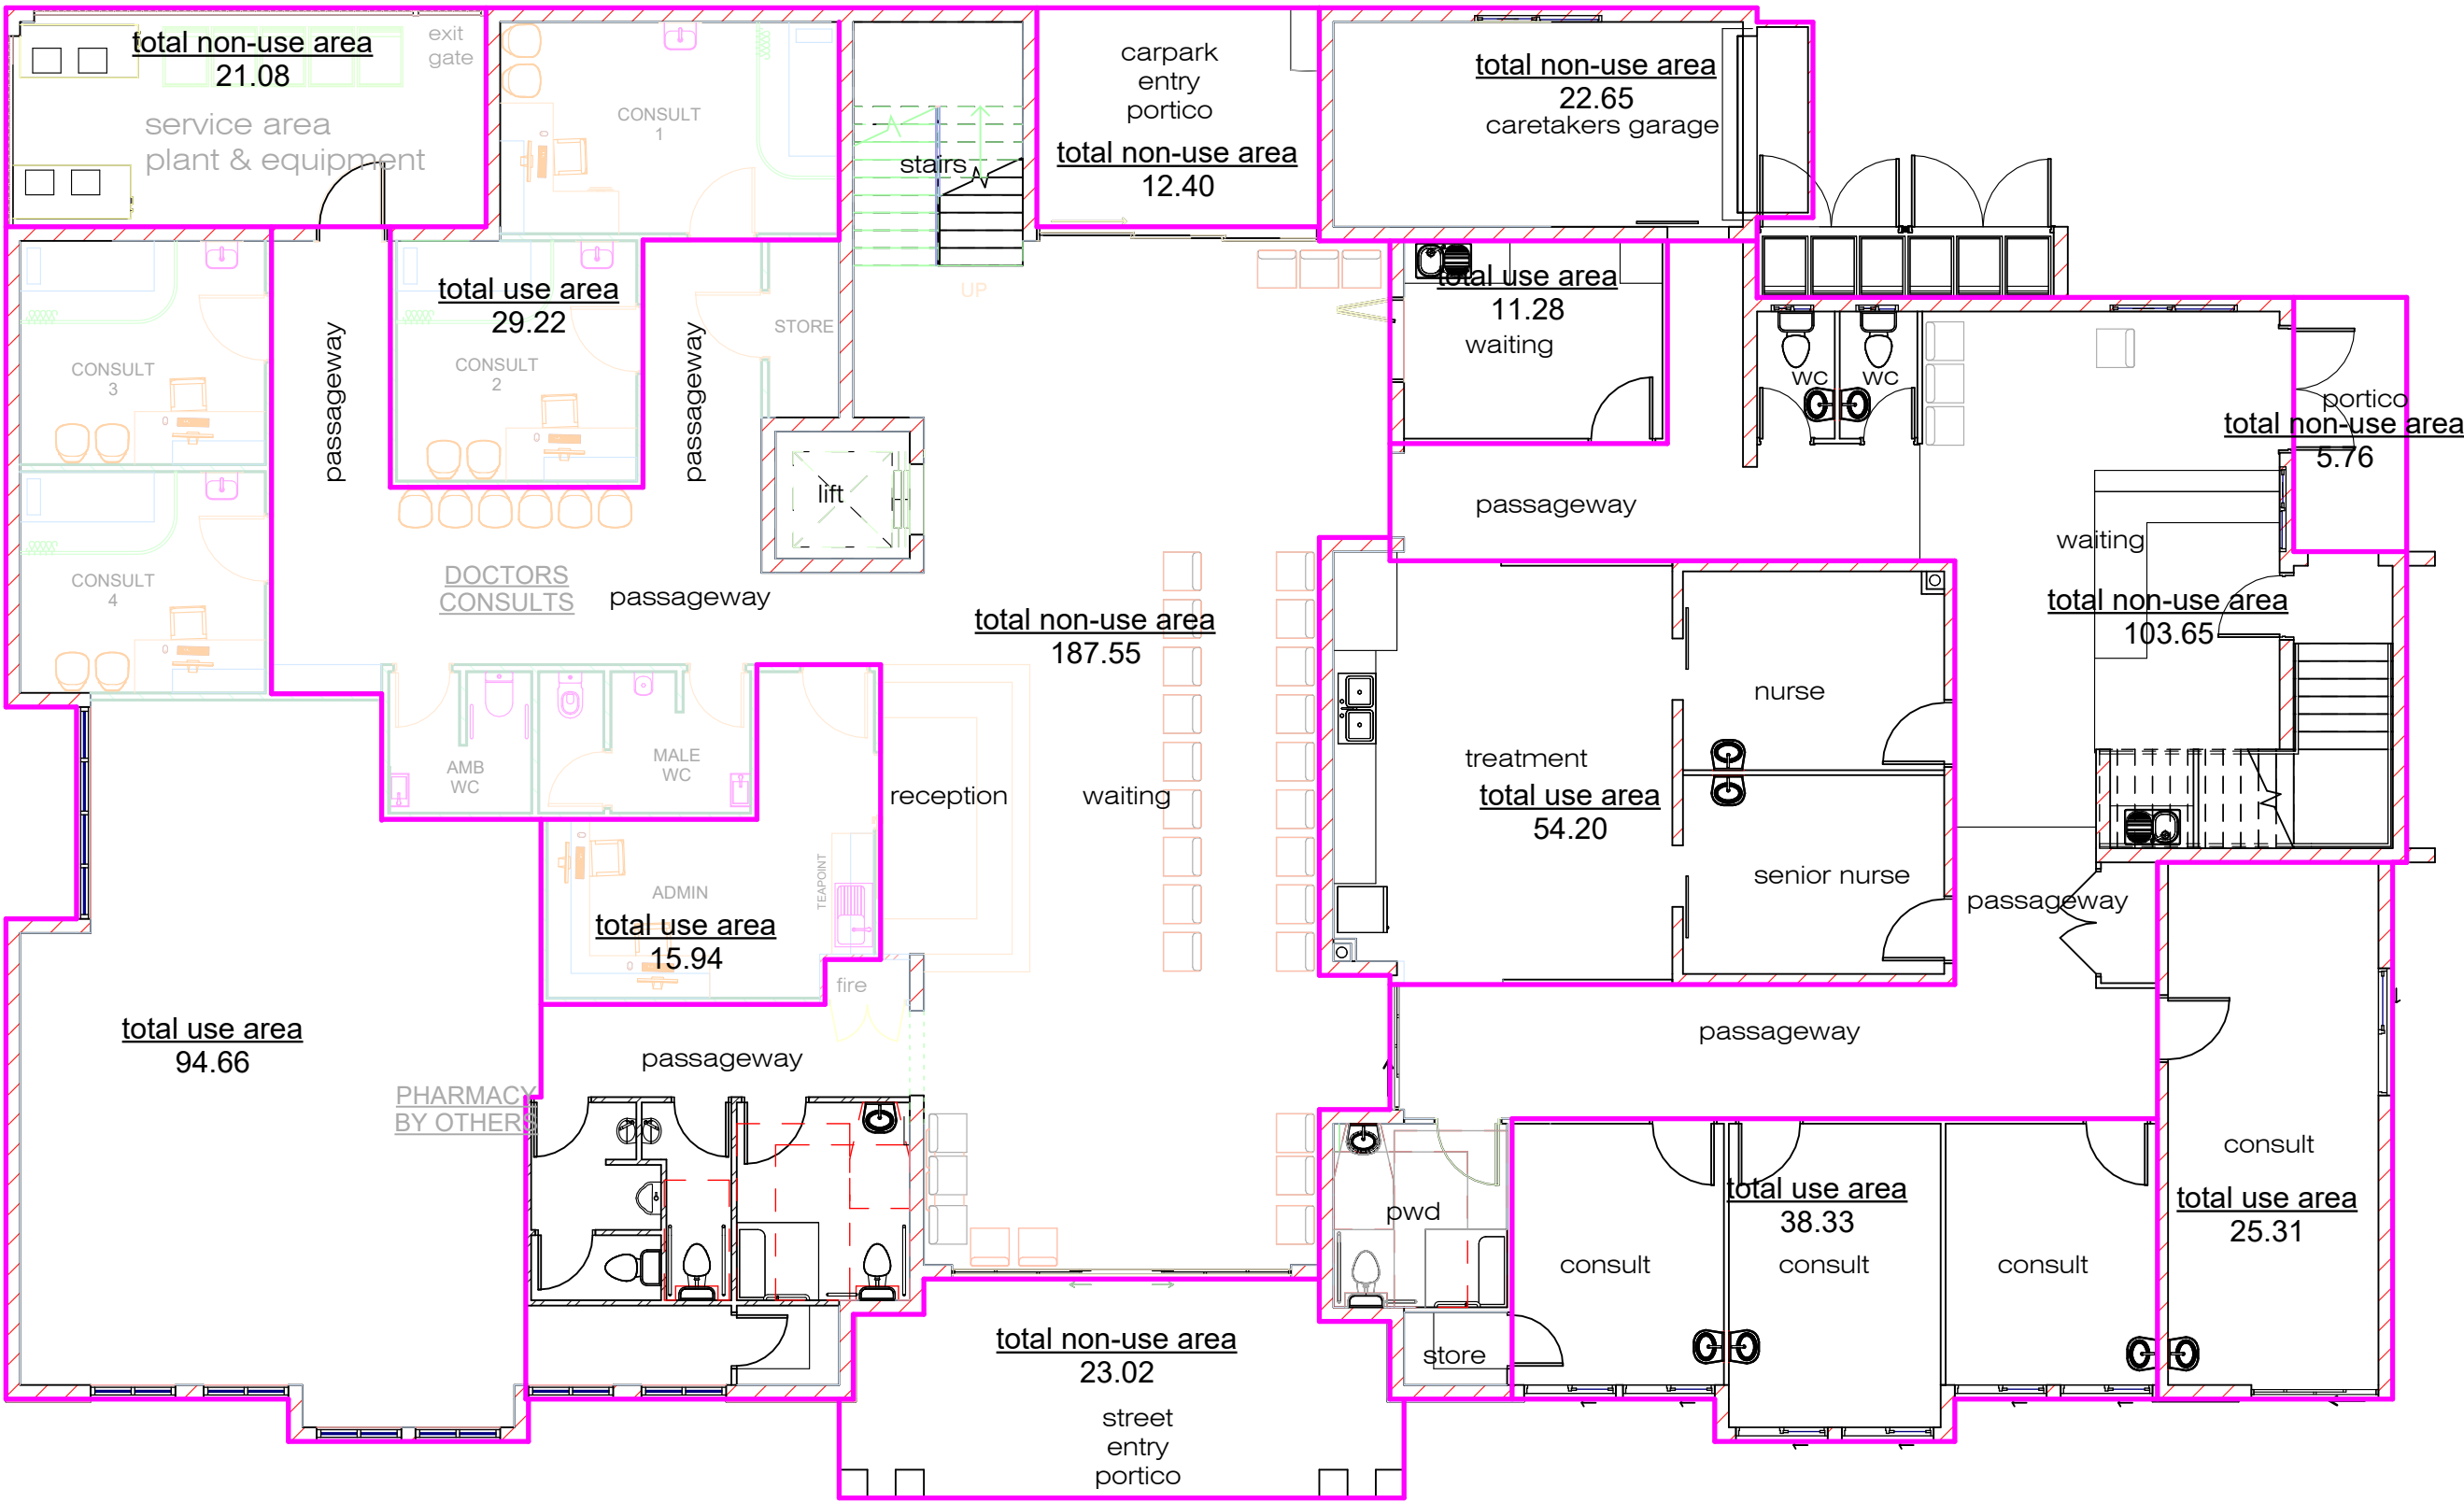 total non-use area
21.08
exit
gate
service area
plant & equipment
CONSULT
1
stairs
carpark
entry
portico
total non-use area
12.40
total non-use area
22.65
caretakers garage
CONSULT
3
passageway
total use area
29.22
CONSULT
2
passageway
STORE
UP
total use area
11.28
waiting
wc
wc
portico
total non-use area
5.76
lift
passageway
waiting
CONSULT
4
DOCTORS
CONSULTS
passageway
total non-use area
187.55
total non-use area
103.65
nurse
AMB
WC
MALE
WC
reception
waiting
treatment
total use area
54.20
ADMIN
TEAPOINT
total use area
15.94
senior nurse
passageway
fire
total use area
94.66
passageway
passageway
PHARMACY
BY OTHERS
pwd
consult
total use area
38.33
consult
consult
consult
total use area
25.31
store
total non-use area
23.02
street
entry
portico